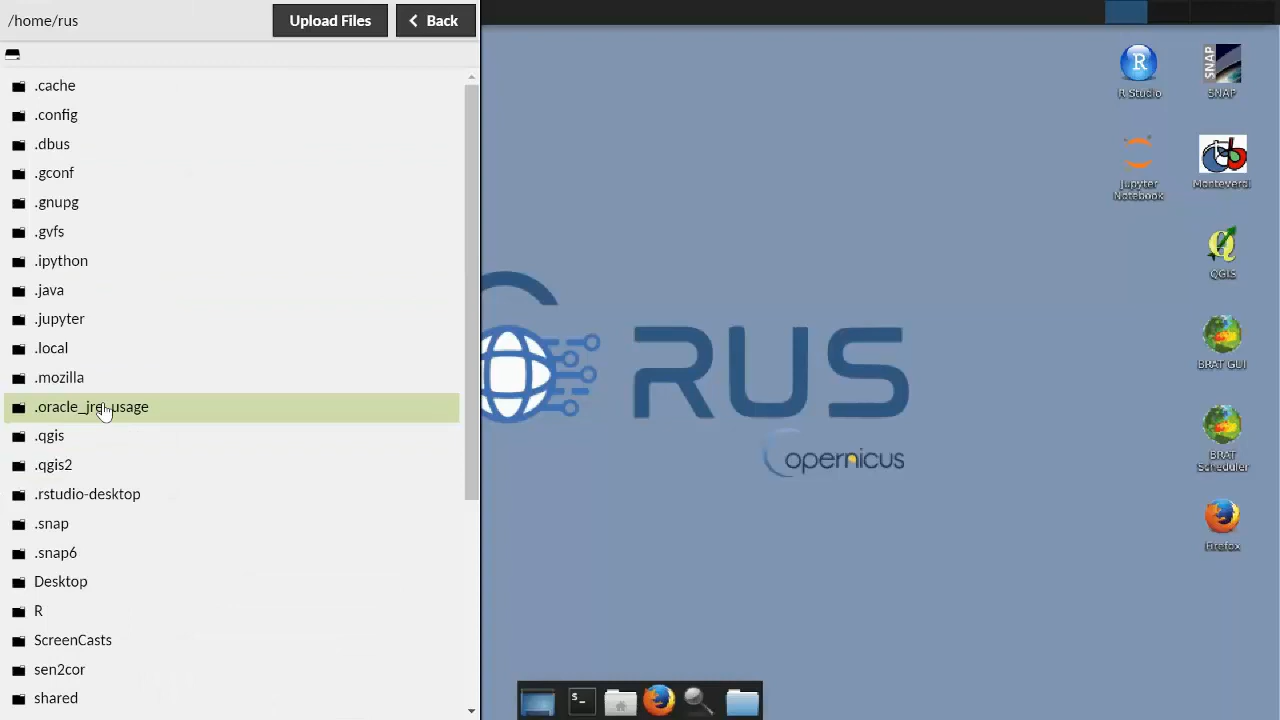 /home/rus
Upload Files
Back
.cache
.config
.dbus
.gconf
.gnupg
.gvfs
.ipython
.java
.jupyter
.local
.mozilla
.oracle_jre_usage
.qgis
.qgis2
.rstudio-desktop
.snap
.snap6
Desktop
R
ScreenCasts
sen2cor
shared
R
R Studio
SNAP
SNAP
Jupyter
Notebook
Monteverdi
QGIS
BRAT GUI
BRAT
Scheduler
Firefox
RUS
opernicus
$_